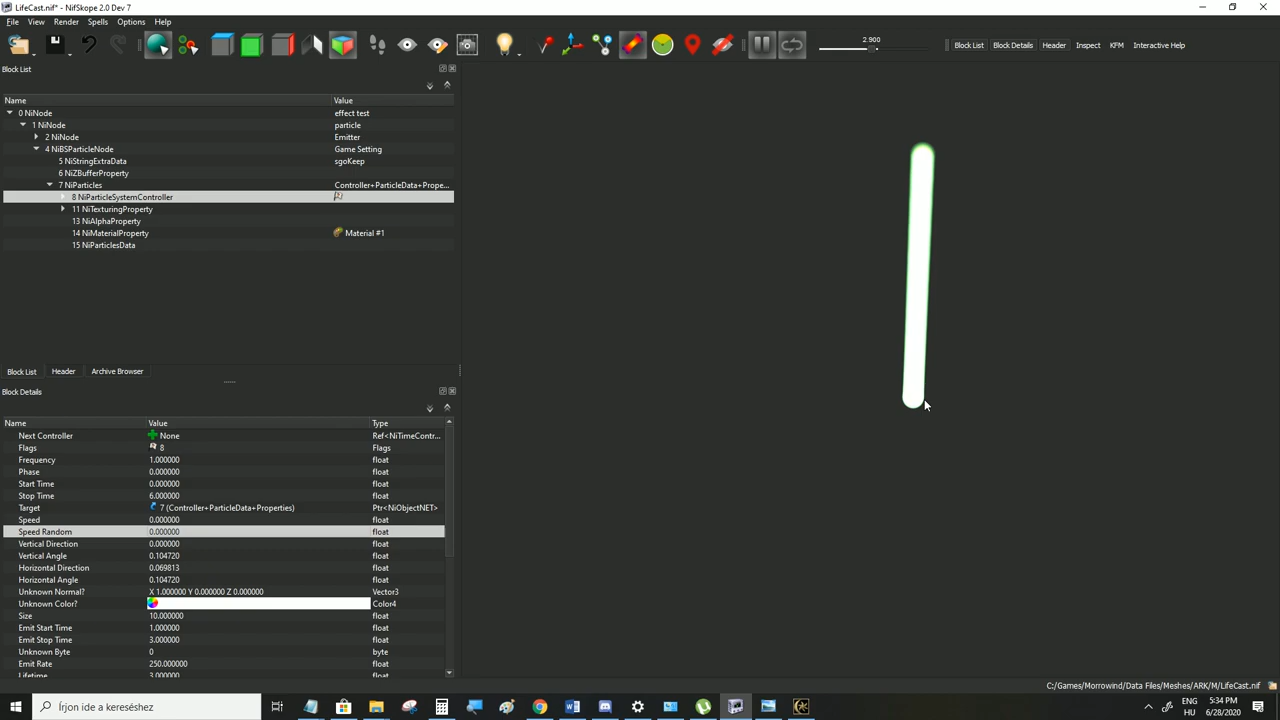 LifeCast.nif* - NifSkope 2.0 Dev 7
File View Render Spells Options Help
2.900
Block List Block Details Header Inspect KFM Interactive Help
Block List
Name Value
0 NiNode effect test
1 NiNode particle
2 NiNode Emitter
4 NiBSParticleNode Game Setting
5 NiStringExtraData sgoKeep
6 NiZBufferProperty
7 NiParticles Controller+ParticleData+Prope...
8 NiParticleSystemController
11 NiTexturingProperty
13 NiAlphaProperty
14 NiMaterialProperty Material #1
15 NiParticlesData
Block List Header Archive Browser
Block Details
Name Value Type
Next Controller None Ref<NiTimeContr...
Flags 8 Flags
Frequency 1.000000 float
Phase 0.000000 float
Start Time 0.000000 float
Stop Time 6.000000 float
Target 7 (Controller+ParticleData+Properties) Ptr<NiObjectNET>
Speed 0.000000 float
Speed Random 0.000000 float
Vertical Direction 0.000000 float
Vertical Angle 0.104720 float
Horizontal Direction 0.069813 float
Horizontal Angle 0.104720 float
Unknown Normal? X 1.000000 Y 0.000000 Z 0.000000 Vector3
Unknown Color? Color4
Size 10.000000 float
Emit Start Time 1.000000 float
Emit Stop Time 3.000000 float
Unknown Byte 0 byte
Emit Rate 250.000000 float
Lifetime 3.000000 float
C:/Games/Morrowind/Data Files/Meshes/ARK/M/LifeCast.nif
Írjon ide a kereséshez
ENG 5:34 PM
HU 6/28/2020